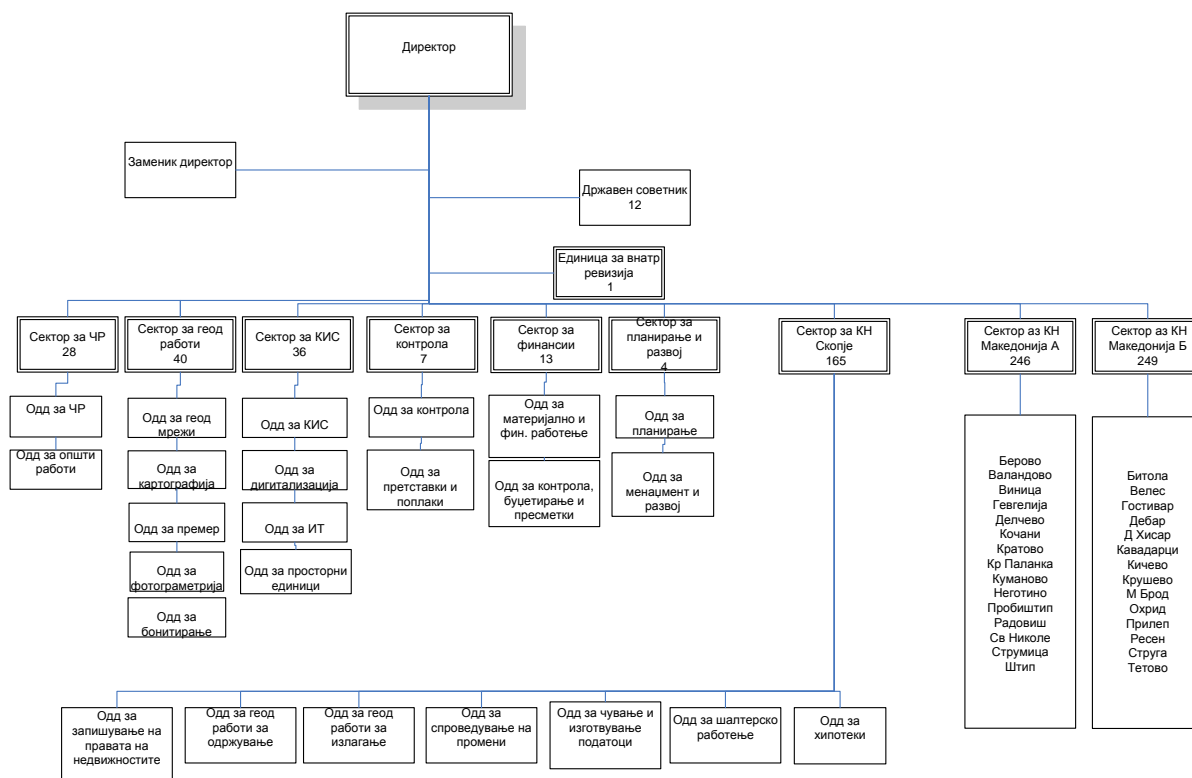 Директор
Заменик директор
Државен советник
12
Единица за внатр
ревизија
1
Сектор за ЧР
28
Сектор за геод
работи
40
Сектор за КИС
36
Сектор за
контрола
7
Сектор за
финансии
13
Сектор за
планирање и
развој
4
Сектор за КН
Скопје
165
Сектор аз КН
Македонија А
246
Сектор аз КН
Македонија Б
249
Одд за ЧР
Одд за општи
работи
Одд за геод
мрежи
Одд за
картографија
Одд за премер
Одд за
фотограметрија
Одд за
бонитирање
Одд за КИС
Одд за
дигитализација
Одд за ИТ
Одд за просторни
единици
Одд за контрола
Одд за
претставки и
поплаки
Одд за
материјално и
фин. работење
Одд за контрола,
буџетирање и
пресметки
Одд за
планирање
Одд за
менаџмент и
развој
Берово
Валандово
Виница
Гевгелија
Делчево
Кочани
Кратово
Кр Паланка
Куманово
Неготино
Пробиштип
Радовиш
Св Николе
Струмица
Штип
Битола
Велес
Гостивар
Дебар
Д Хисар
Кавадарци
Кичево
Крушево
М Брод
Охрид
Прилеп
Ресен
Струга
Тетово
Одд за
запишување на
правата на
недвижностите
Одд за геод
работи за
одржување
Одд за геод
работи за
излагање
Одд за
спроведување на
промени
Одд за чување и
изготвување
податоци
Одд за шалтерско
работење
Одд за
хипотеки